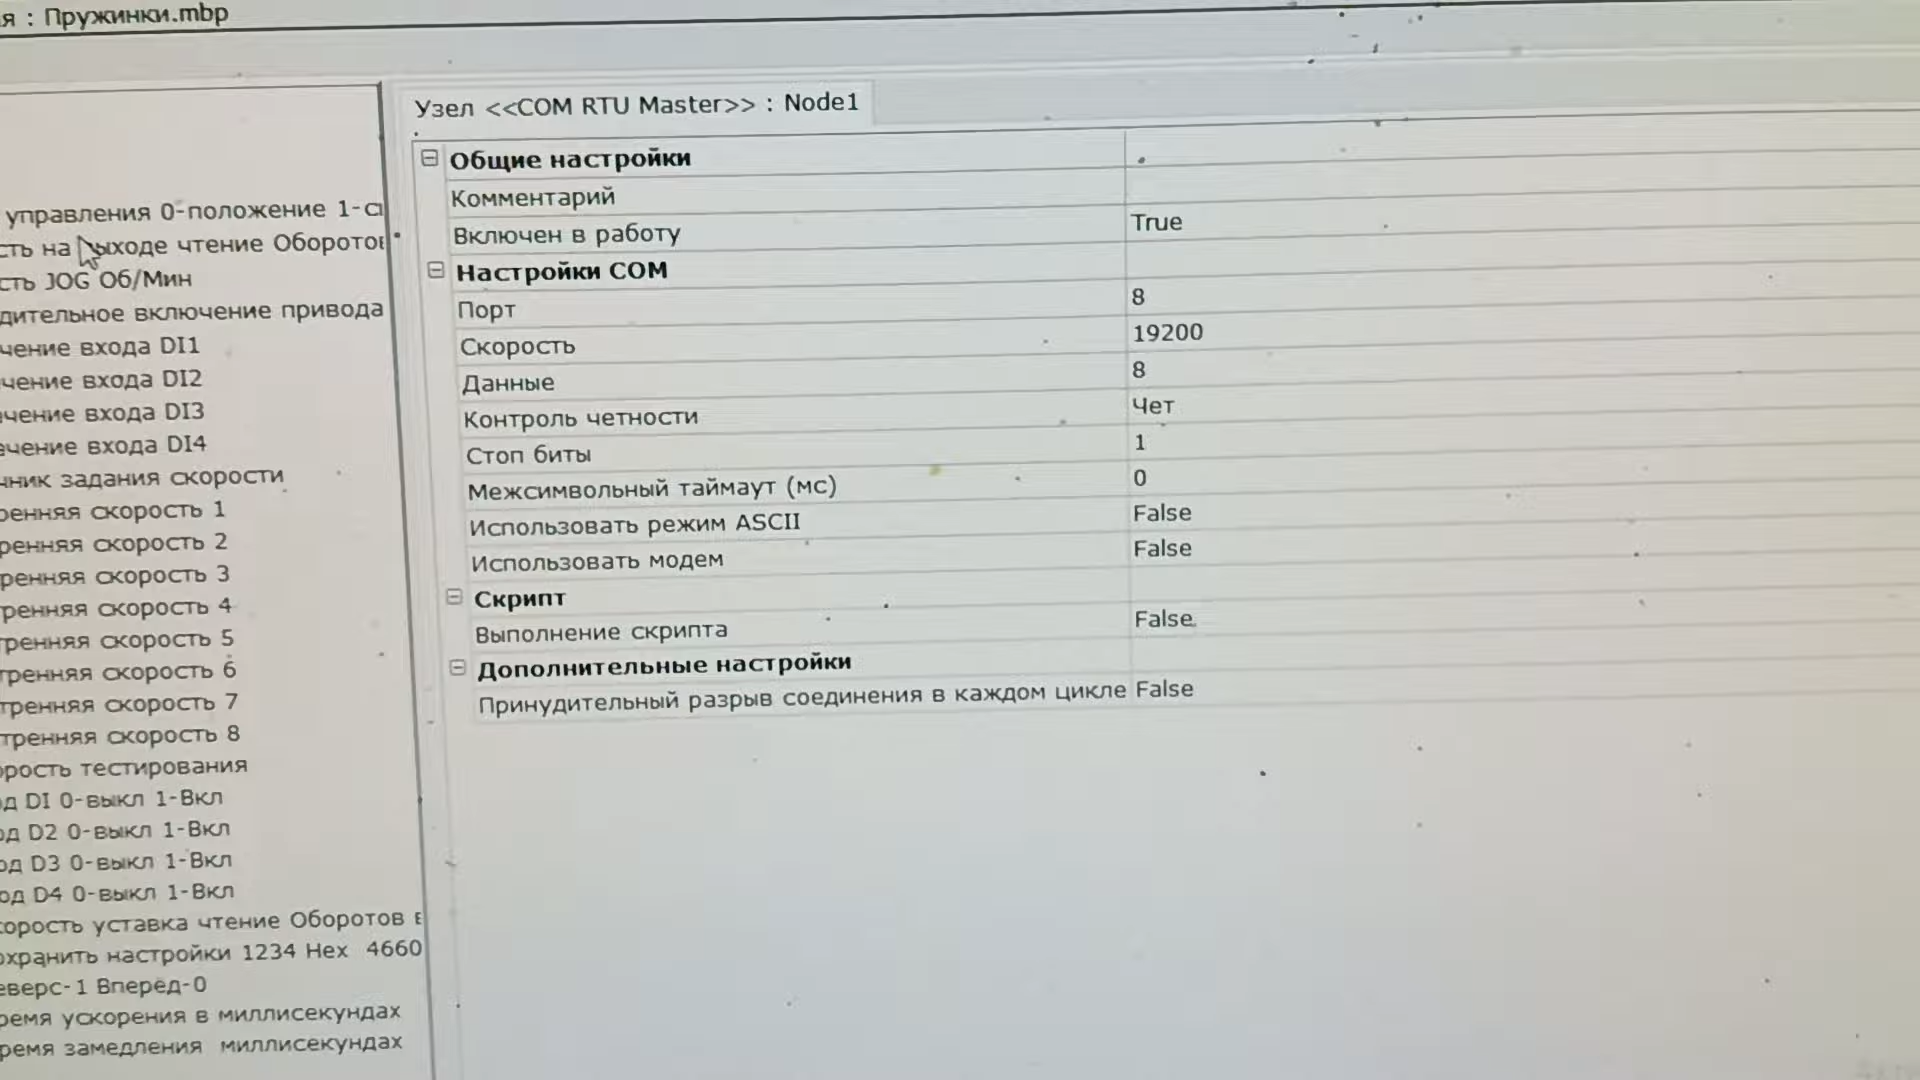 я : Пружинки.mbp
управления 0-положение 1-с
сть на выходе чтение Оборотов
сть JOG Об/Мин
дительное включение привода
чение входа DI1
чение входа DI2
ачение входа DI3
ачение входа DI4
чник задания скорости
ренняя скорость 1
ренняя скорость 2
ренняя скорость 3
тренняя скорость 4
тренняя скорость 5
тренняя скорость 6
тренняя скорость 7
тренняя скорость 8
орость тестирования
од DI 0-выкл 1-Вкл
од D2 0-выкл 1-Вкл
од D3 0-выкл 1-Вкл
од D4 0-выкл 1-Вкл
корость уставка чтение Оборотов в
охранить настройки 1234 Hex 4660
еверс-1 Вперёд-0
ремя ускорения в миллисекундах
ремя замедления миллисекундах
Узел <<COM RTU Master>> : Node1
Общие настройки
Комментарий
Включен в работу True
Настройки COM
Порт 8
Скорость 19200
Данные 8
Контроль четности Чет
Стоп биты 1
Межсимвольный таймаут (мс) 0
Использовать режим ASCII False
Использовать модем False
Скрипт
Выполнение скрипта False
Дополнительные настройки
Принудительный разрыв соединения в каждом цикле False